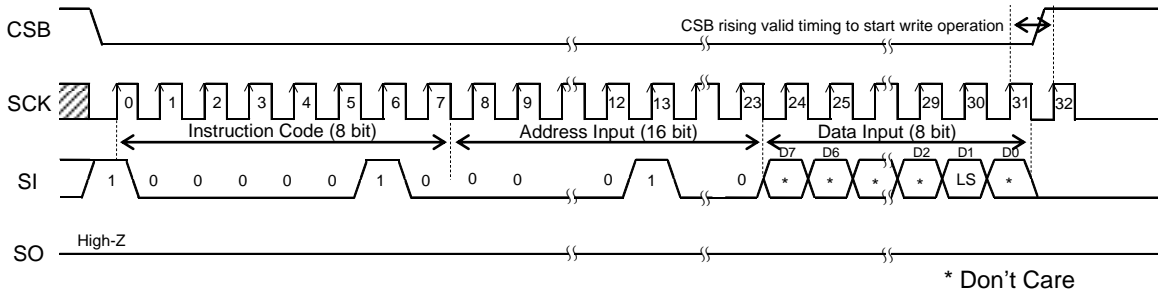 CSB
CSB rising valid timing to start write operation
SCK
0 1 2 3 4 5 6 7 8 9 12 13 23 24 25 29 30 31 32
Instruction Code (8 bit) Address Input (16 bit) Data Input (8 bit)
D7 D6 D2 D1 D0
SI
1 0 0 0 0 0 1 0 0 0 0 1 0 * * * * LS *
High-Z
SO
* Don't Care